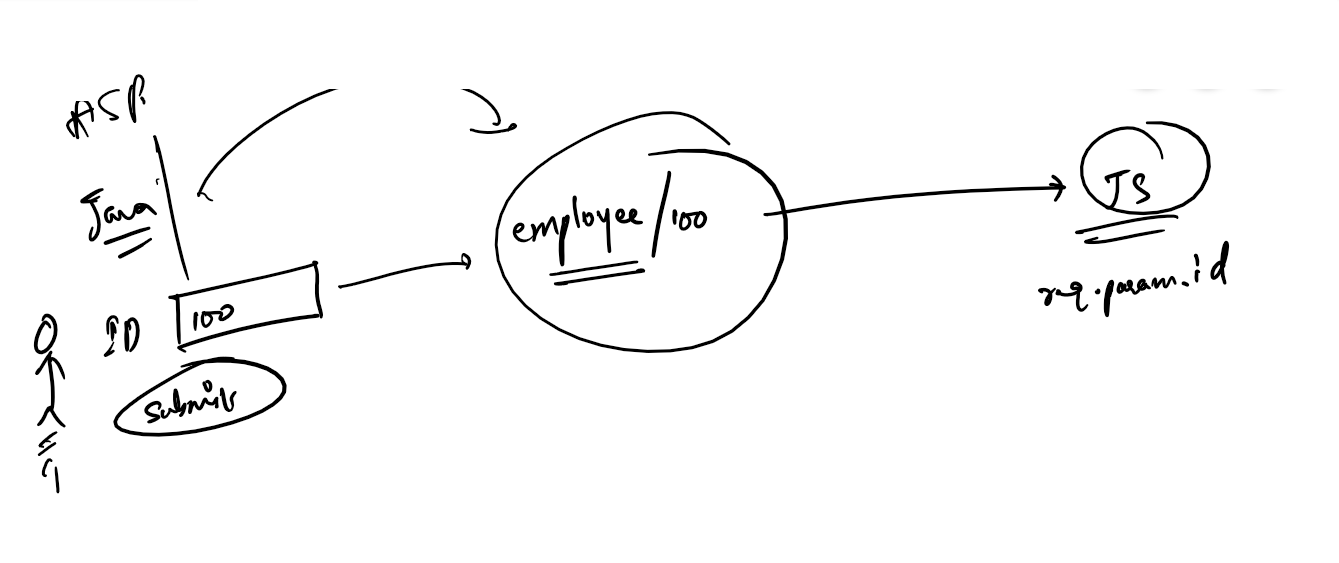 ASP
Java
ID 100
Submit
employee/100
JS
req.param.id